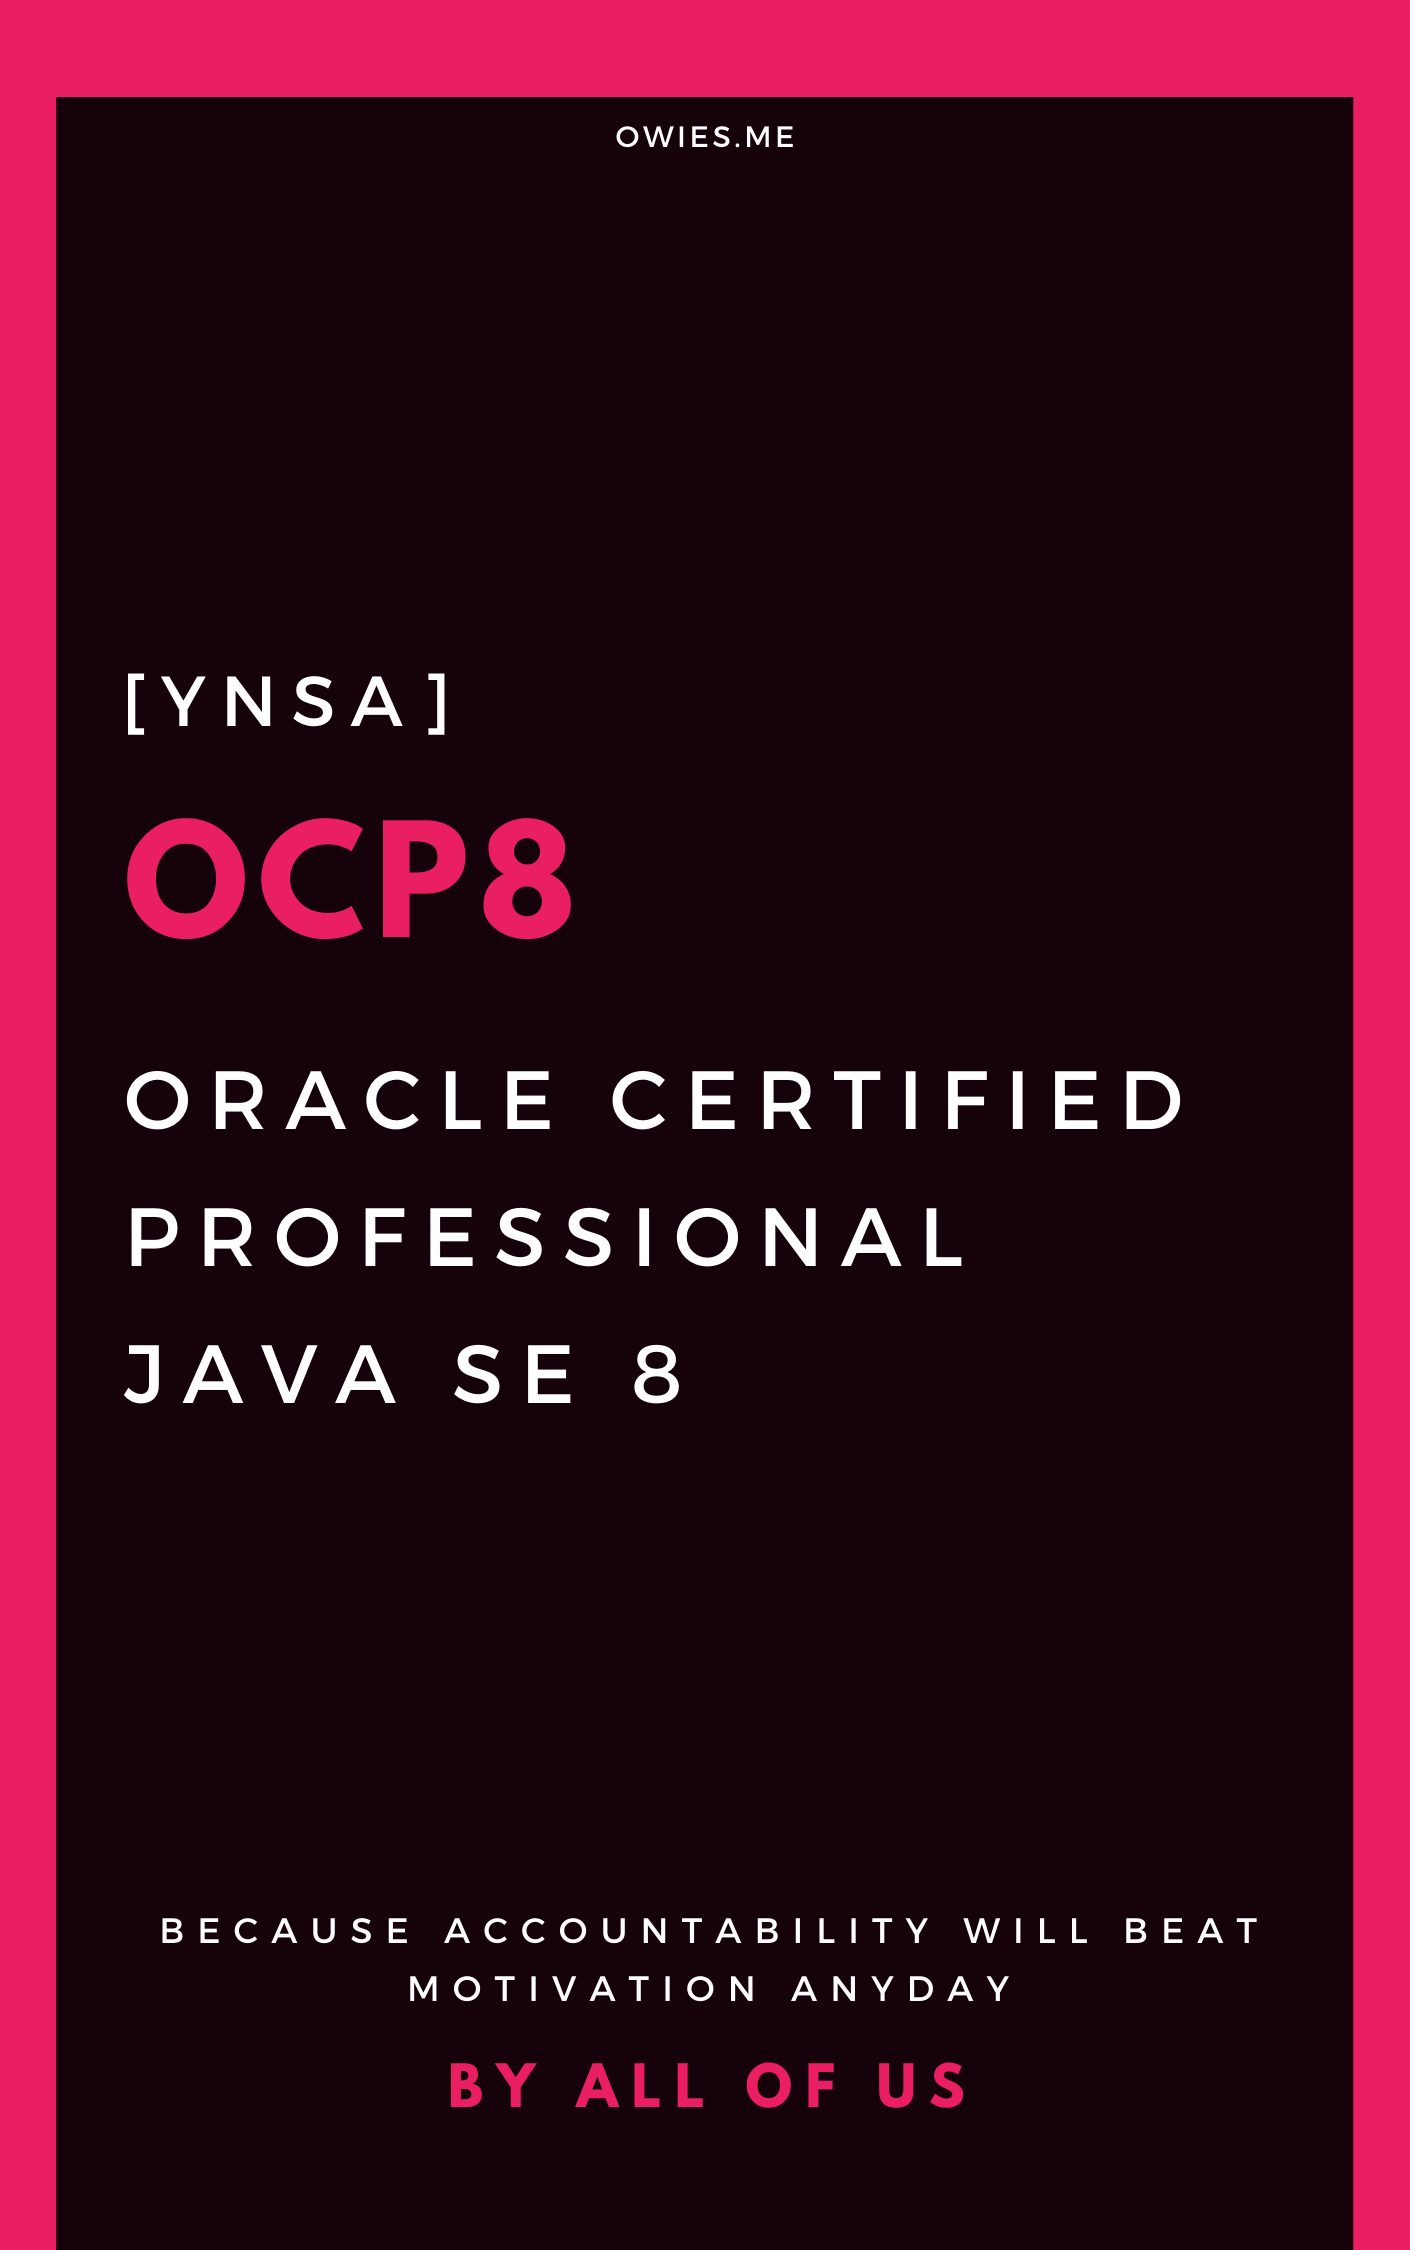 OWIES.ME
[YNSA]
OCP8
ORACLE CERTIFIED
PROFESSIONAL
JAVA SE 8
BECAUSE ACCOUNTABILITY WILL BEAT
MOTIVATION ANYDAY
BY ALL OF US